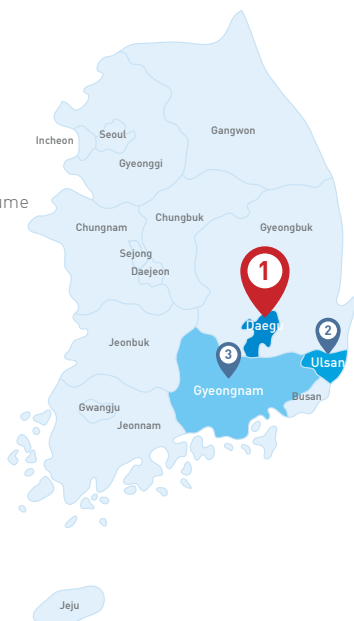 Seoul
Gangwon
Incheon
Gyeonggi
ume
Chungbuk
Chungnam
Gyeongbuk
Sejong
Daejeon
1
Daegu
2
Jeonbuk
3
Ulsan
Gyeongnam
Busan
Gwangju
Jeonnam
Jeju